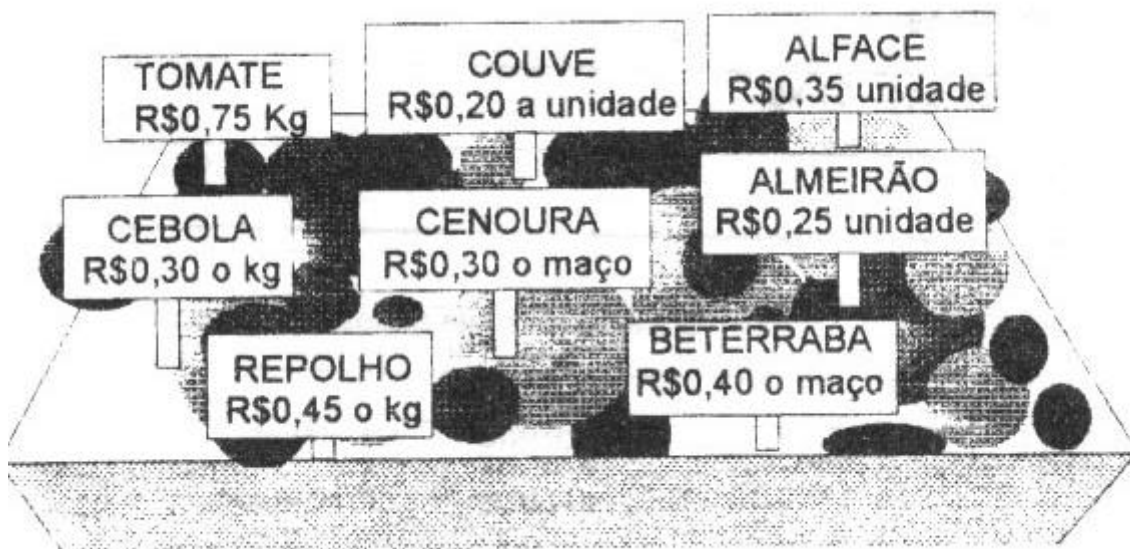 TOMATE
R$0,75 Kg
COUVE
R$0,20 a unidade
ALFACE
R$0,35 unidade
CEBOLA
R$0,30 o kg
CENOURA
R$0,30 o maço
ALMEIRÃO
R$0,25 unidade
REPOLHO
R$0,45 o kg
BETERRABA
R$0,40 o maço